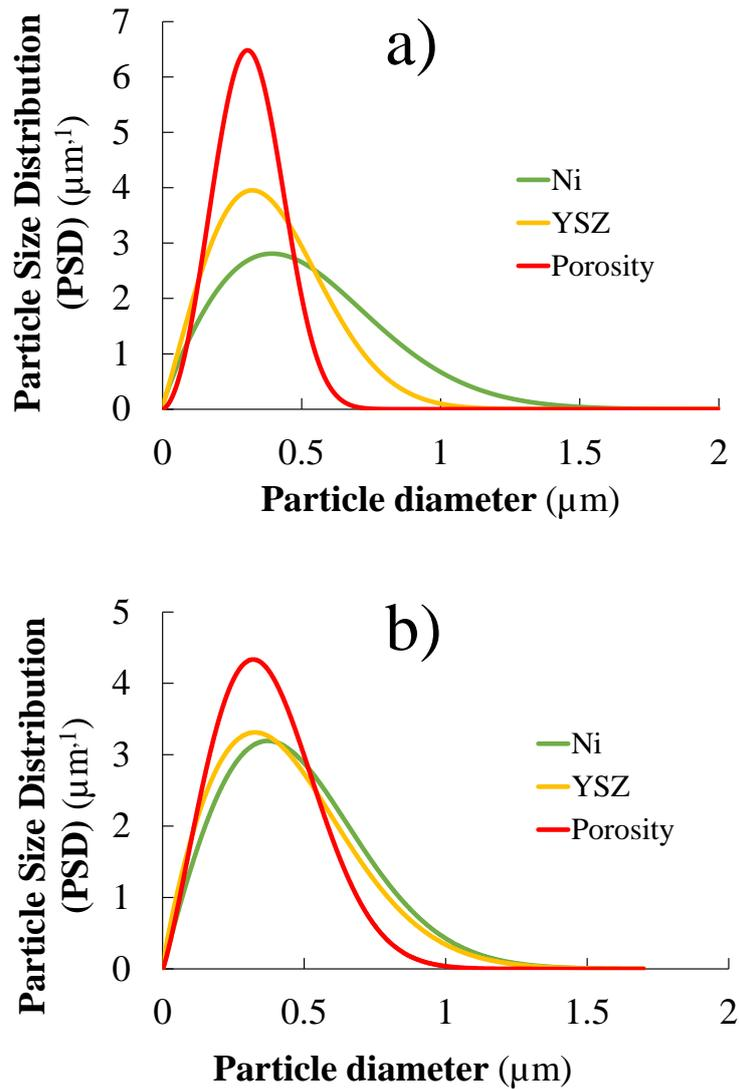 a)
Particle Size Distribution
(PSD) (µm⁻¹)
7
6
5
4
3
2
1
0
Ni
YSZ
Porosity
0 0.5 1 1.5 2
Particle diameter (µm)
b)
Particle Size Distribution
(PSD) (µm⁻¹)
5
4
3
2
1
0
Ni
YSZ
Porosity
0 0.5 1 1.5 2
Particle diameter (µm)